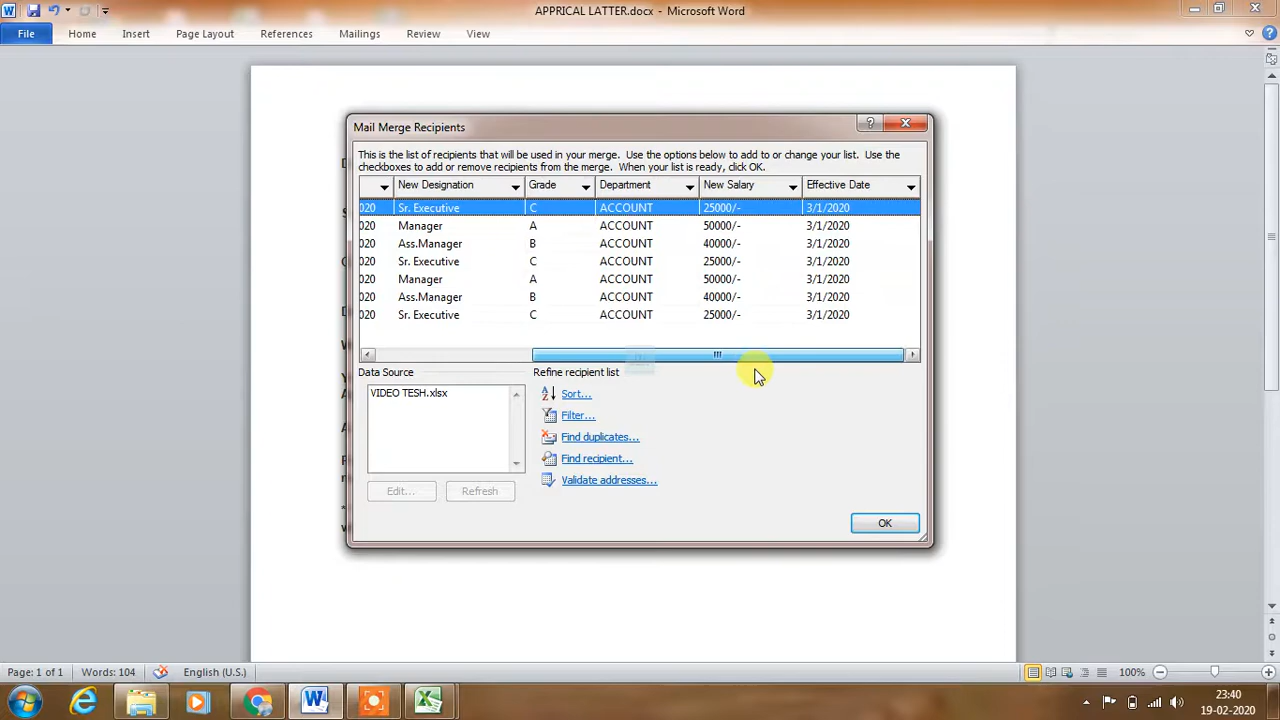 APPRICAL LATTER.docx - Microsoft Word
File Home Insert Page Layout References Mailings Review View
Mail Merge Recipients
This is the list of recipients that will be used in your merge. Use the options below to add to or change your list. Use the
checkboxes to add or remove recipients from the merge. When your list is ready, click OK.
New Designation Grade Department New Salary Effective Date
020 Sr. Executive C ACCOUNT 25000/- 3/1/2020
020 Manager A ACCOUNT 50000/- 3/1/2020
020 Ass.Manager B ACCOUNT 40000/- 3/1/2020
020 Sr. Executive C ACCOUNT 25000/- 3/1/2020
020 Manager A ACCOUNT 50000/- 3/1/2020
020 Ass.Manager B ACCOUNT 40000/- 3/1/2020
020 Sr. Executive C ACCOUNT 25000/- 3/1/2020
Data Source
VIDEO TESH.xlsx
Edit... Refresh
Refine recipient list
Sort...
Filter...
Find duplicates...
Find recipient...
Validate addresses...
OK
Page: 1 of 1 Words: 104 English (U.S.) 100%
23:40
19-02-2020